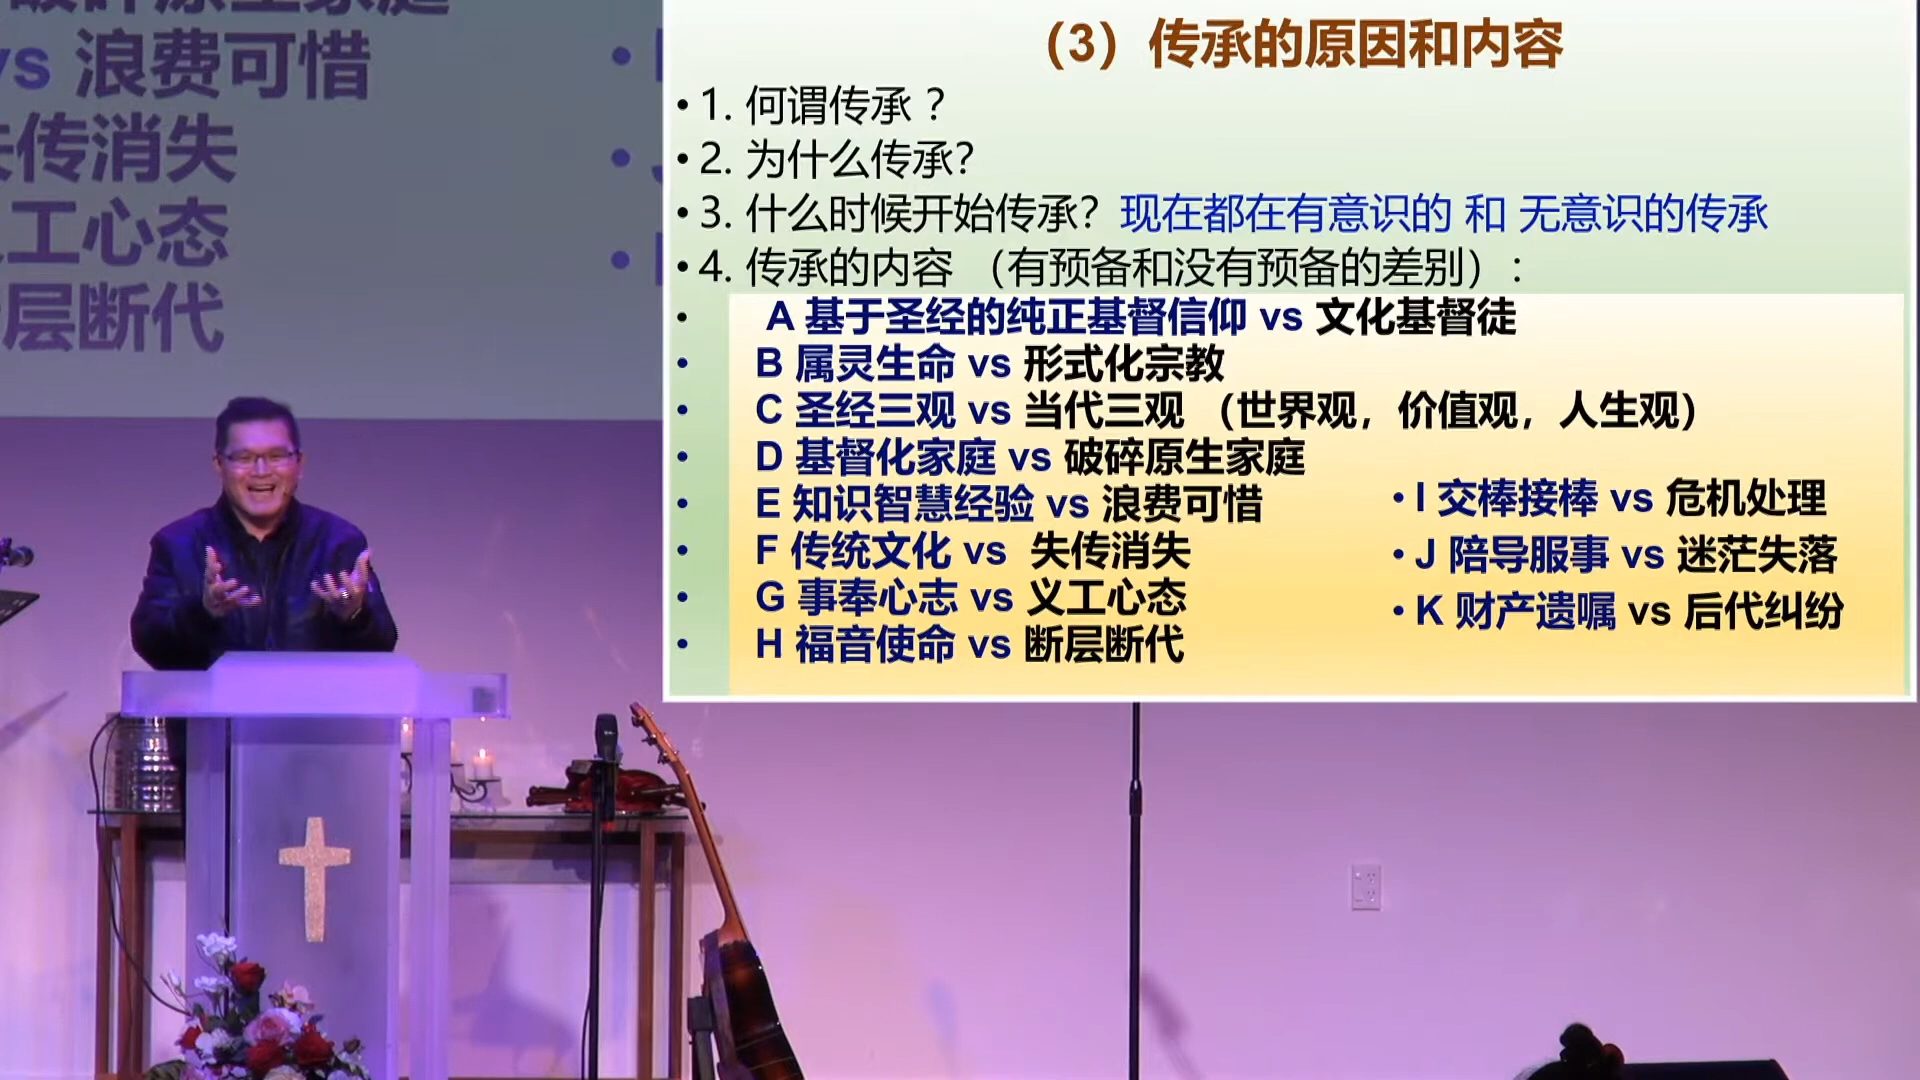 vs 浪费可惜
失传消失
义工心态
断层断代
（3）传承的原因和内容
• 1. 何谓传承 ？
• 2. 为什么传承？
• 3. 什么时候开始传承？现在都在有意识的 和 无意识的传承
• 4. 传承的内容 （有预备和没有预备的差别）：
• A 基于圣经的纯正基督信仰 vs 文化基督徒
• B 属灵生命 vs 形式化宗教
• C 圣经三观 vs 当代三观 （世界观，价值观，人生观）
• D 基督化家庭 vs 破碎原生家庭
• E 知识智慧经验 vs 浪费可惜
• F 传统文化 vs 失传消失
• G 事奉心志 vs 义工心态
• H 福音使命 vs 断层断代
• I 交棒接棒 vs 危机处理
• J 陪导服事 vs 迷茫失落
• K 财产遗嘱 vs 后代纠纷